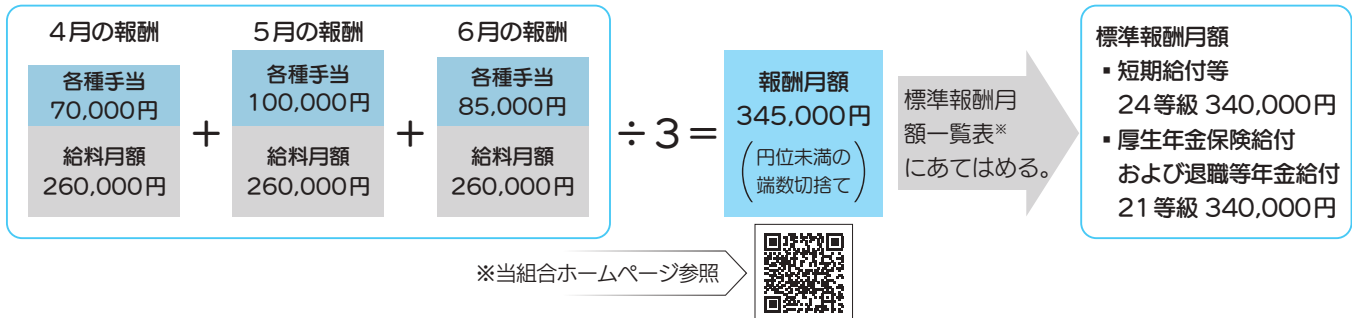 4月の報酬
各種手当
70,000円
給料月額
260,000円
+
5月の報酬
各種手当
100,000円
給料月額
260,000円
+
6月の報酬
各種手当
85,000円
給料月額
260,000円
÷3=
報酬月額
345,000円
(円位未満の
端数切捨て)
標準報酬月
額一覧表※
にあてはめる。
標準報酬月額
▪短期給付等
24等級 340,000円
▪厚生年金保険給付
および退職等年金給付
21等級 340,000円
※当組合ホームページ参照